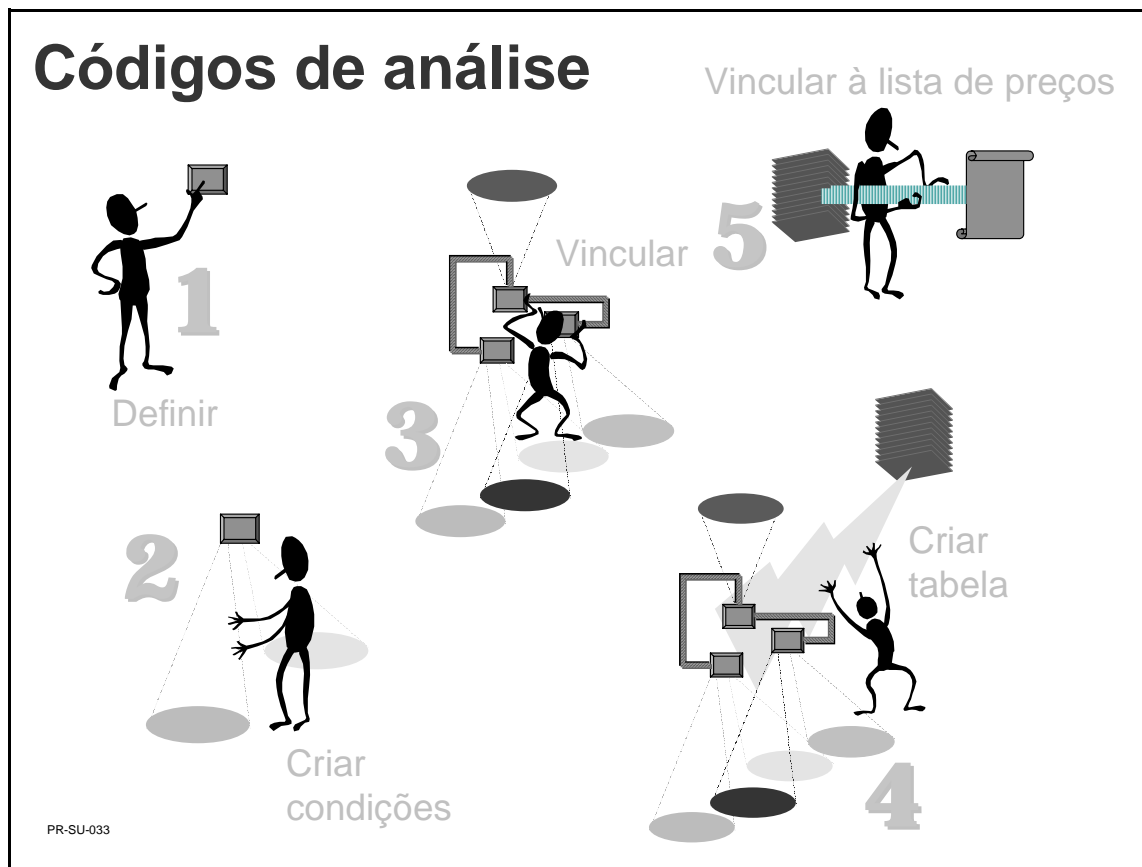 Códigos de análise
1
Definir
2
Criar
condições
3
Vincular
4
Criar
tabela
5
Vincular à lista de preços
PR-SU-033